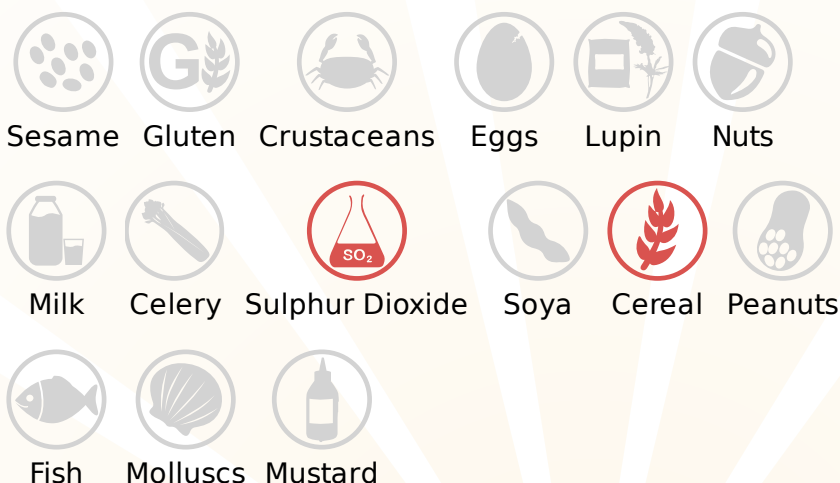 G
Sesame Gluten Crustaceans Eggs Lupin Nuts
SO₂
Milk Celery Sulphur Dioxide Soya Cereal Peanuts
Fish Molluscs Mustard